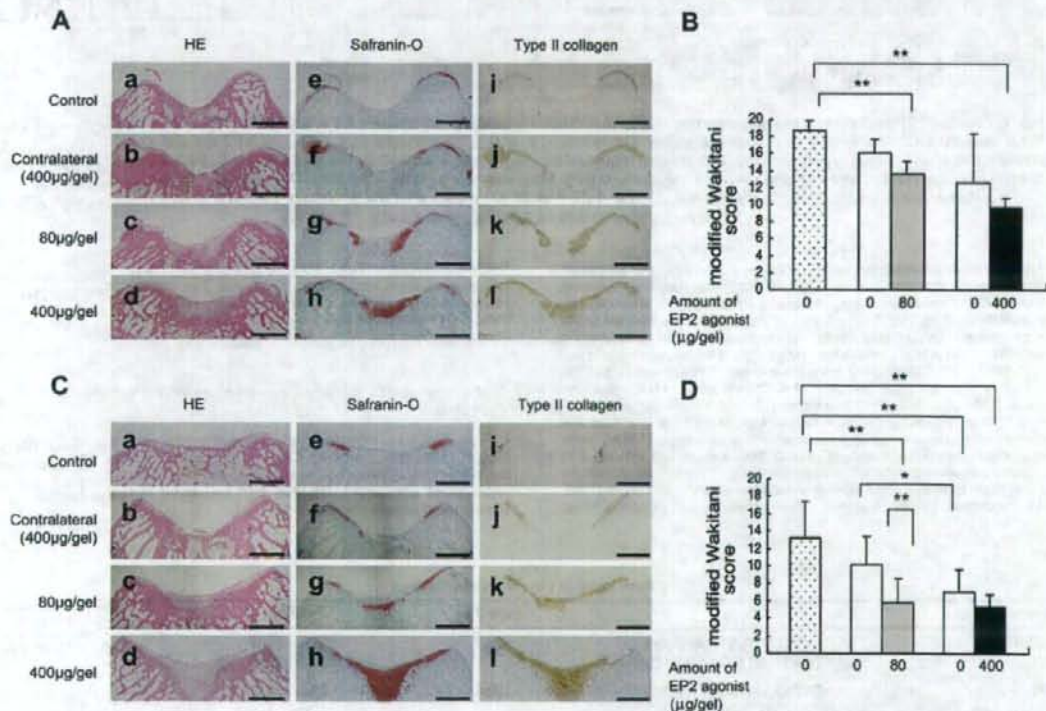 A
HE Safranin-O Type II collagen
Control a e i
Contralateral
(400µg/gel) b f j
80µg/gel c g k
400µg/gel d h l
B
**
**
modified Wakitani
score
20
18
16
14
12
10
8
6
4
2
0
0 0 80 0 400
Amount of
EP2 agonist
(µg/gel)
C
HE Safranin-O Type II collagen
Control a e i
Contralateral
(400µg/gel) b f j
80µg/gel c g k
400µg/gel d h l
D
**
**
**
*
**
modified Wakitani
score
20
18
16
14
12
10
8
6
4
2
0
0 0 80 0 400
Amount of
EP2 agonist
(µg/gel)